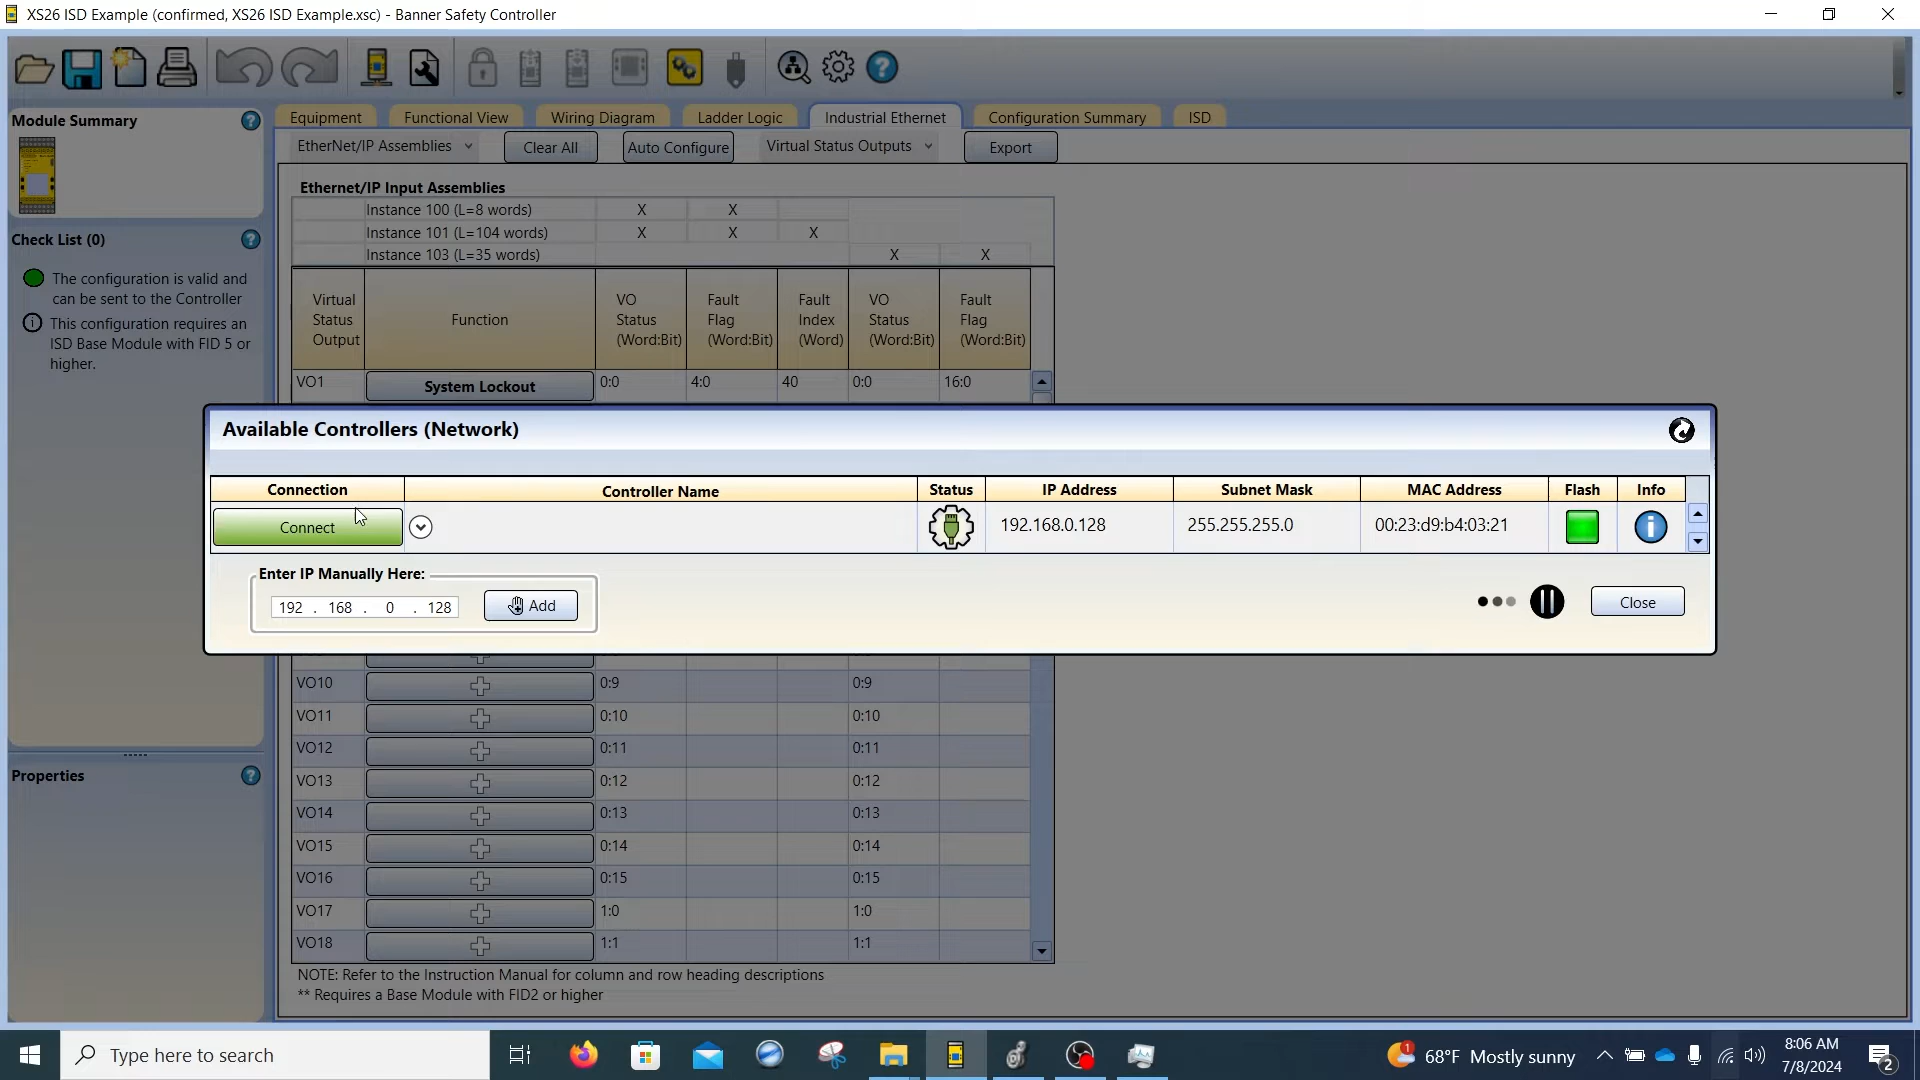 XS26 ISD Example (confirmed, XS26 ISD Example.xsc) - Banner Safety Controller
Module Summary
Equipment
Functional View
Wiring Diagram
Ladder Logic
Industrial Ethernet
Configuration Summary
ISD
EtherNet/IP Assemblies
Clear All
Auto Configure
Virtual Status Outputs
Export
Check List (0)
The configuration is valid and
can be sent to the Controller
This configuration requires an
ISD Base Module with FID 5 or
higher.
Properties
Ethernet/IP Input Assemblies
Instance 100 (L=8 words) X X
Instance 101 (L=104 words) X X X
Instance 103 (L=35 words) X X
Virtual
Status
Output
Function
VO
Status
(Word:Bit)
Fault
Flag
(Word:Bit)
Fault
Index
(Word)
VO
Status
(Word:Bit)
Fault
Flag
(Word:Bit)
VO1 System Lockout 0:0 4:0 40 0:0 16:0
Available Controllers (Network)
Connection Controller Name Status IP Address Subnet Mask MAC Address Flash Info
Connect 192.168.0.128 255.255.255.0 00:23:d9:b4:03:21
Enter IP Manually Here:
192 . 168 . 0 . 128
Add
Close
VO10 0:9 0:9
VO11 0:10 0:10
VO12 0:11 0:11
VO13 0:12 0:12
VO14 0:13 0:13
VO15 0:14 0:14
VO16 0:15 0:15
VO17 1:0 1:0
VO18 1:1 1:1
NOTE: Refer to the Instruction Manual for column and row heading descriptions
** Requires a Base Module with FID2 or higher
Type here to search
1
68°F Mostly sunny
8:06 AM
7/8/2024
2